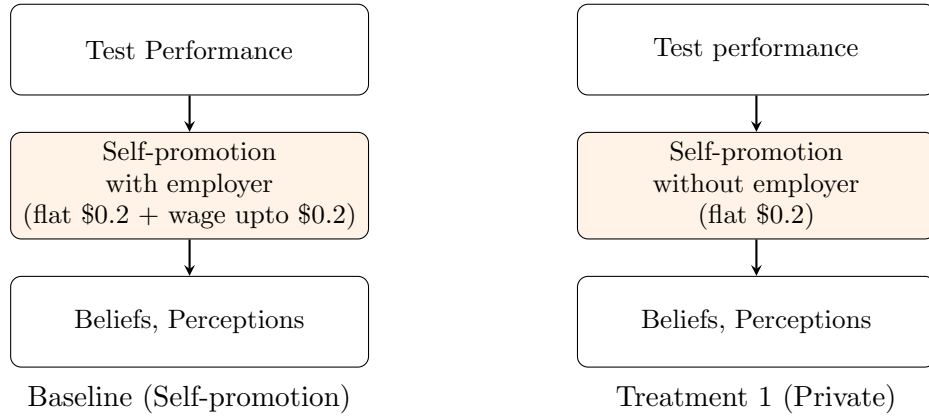 Test Performance
Self-promotion
with employer
(flat $0.2 + wage upto $0.2)
Beliefs, Perceptions
Baseline (Self-promotion)
Test performance
Self-promotion
without employer
(flat $0.2)
Beliefs, Perceptions
Treatment 1 (Private)